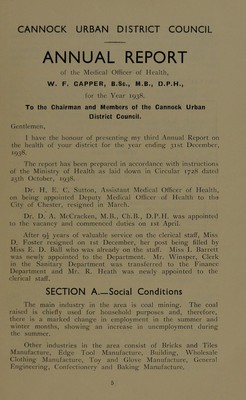 CANNOCK URBAN DISTRICT COUNCIL
ANNUAL REPORT
of the Medical Officer of Health,
W. F. CAPPER, B.Sc., M.B., D.P.H.,
for the Year 1938.
To the Chairman and Members of the Cannock Urban
District Council.
Gentlemen,
I have the honour of presenting my third Annual Report on
the health of your district for the year ending 31st December,
1938.
The report has been prepared in accordance with instructions
of the Ministry of Health as laid down in Circular 1728 dated
25th October, 1938.
Dr. H. E. C. Sutton, Assistant Medical Officer of Health,
on being appointed Deputy Medical Officer of Health to the
City of Chester, resigned in March.
Dr. D. A. McCracken, M.B., Ch.B., D.P.H. was appointed
to the vacancy and commenced duties on 1st April.
After 9½ years of valuable service on the clerical staff, Miss
D. Foster resigned on 1st December, her post being filled by
Miss E. D. Ball who was already on the staff. Miss I. Barrett
was newly appointed to the Department. Mr. Winsper, Clerk
in the Sanitary Department was transferred to the Finance
Department and Mr. R. Heath was newly appointed to the
clerical staff.
SECTION A.—Social Conditions
The main industry in the area is coal mining. The coal
raised is chiefly used for household purposes and, therefore,
there is a marked change in employment in the summer and
winter months, showing an increase in unemployment during
the summer.
Other industries in the area consist of Bricks and Tiles
Manufacture, Edge Tool Manufacture, Building, Wholesale
Clothing Manufacture, Toy and Glove Manufacture, General
Engineering, Confectionery and Baking Manufacture.
5